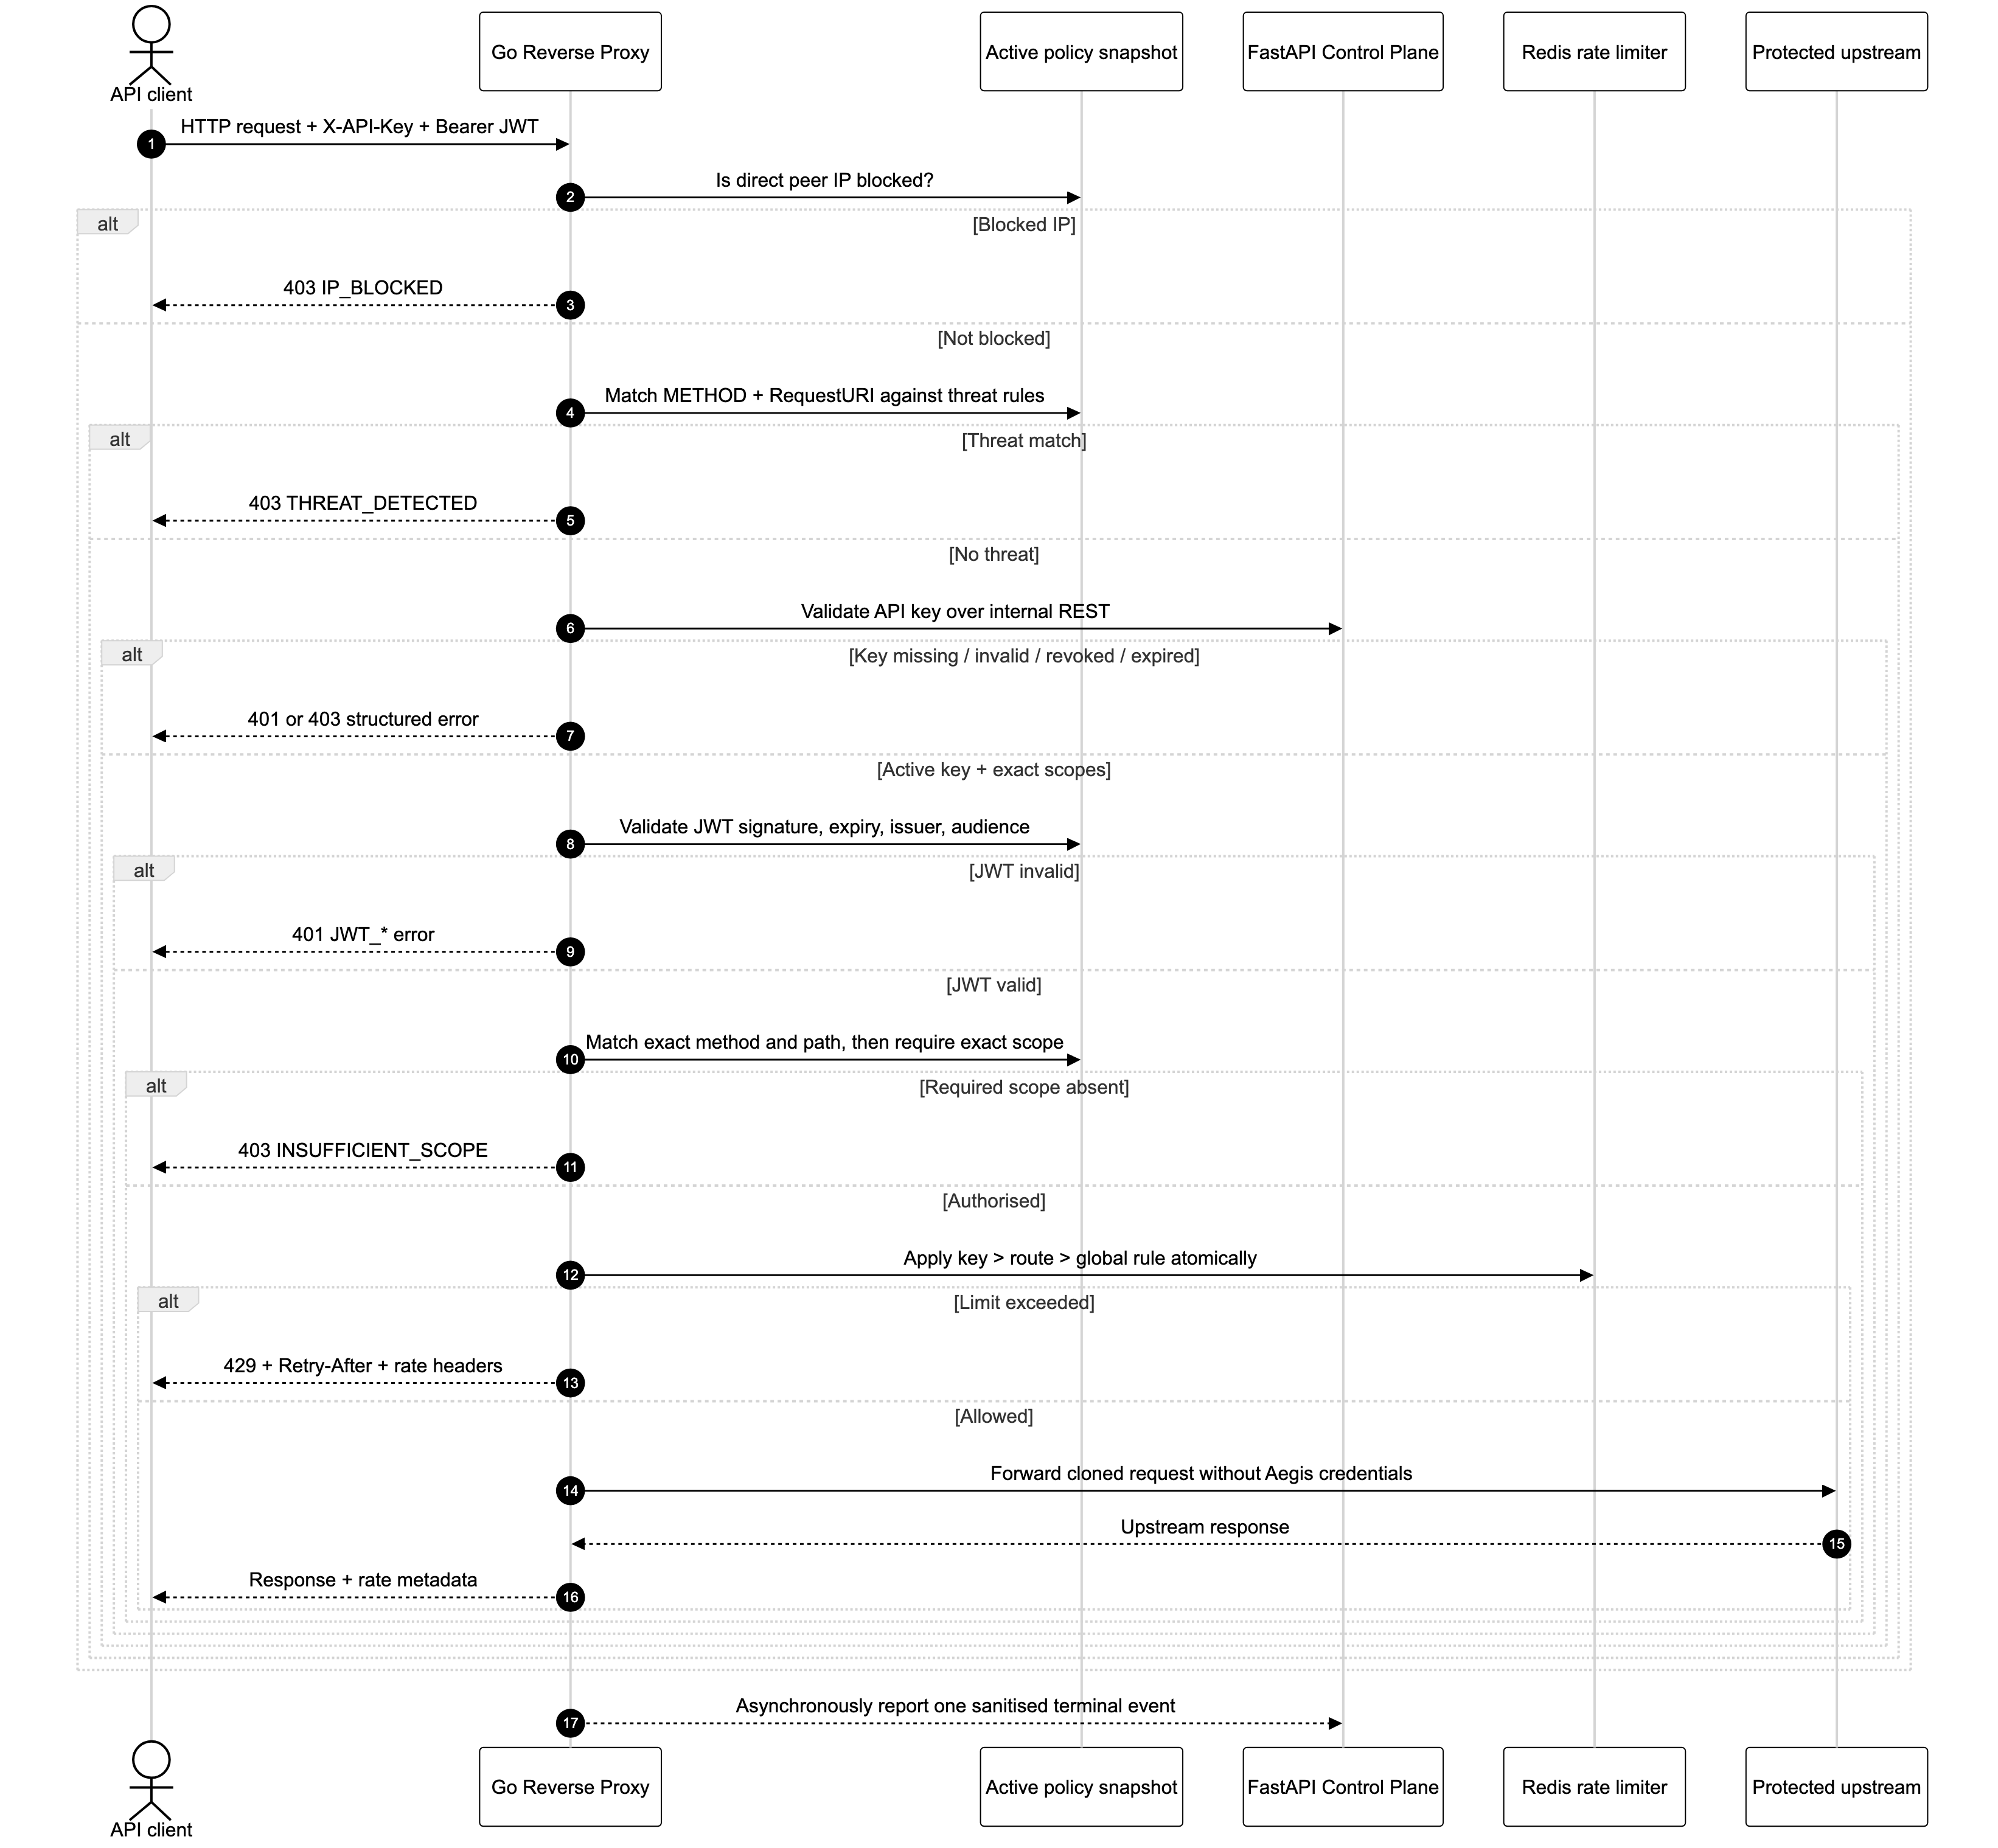 API client
Go Reverse Proxy
Active policy snapshot
FastAPI Control Plane
Redis rate limiter
Protected upstream
HTTP request + X-API-Key + Bearer JWT
1
Is direct peer IP blocked?
2
alt
[Blocked IP]
403 IP_BLOCKED
3
[Not blocked]
Match METHOD + RequestURI against threat rules
4
alt
[Threat match]
403 THREAT_DETECTED
5
[No threat]
Validate API key over internal REST
6
alt
[Key missing / invalid / revoked / expired]
401 or 403 structured error
7
[Active key + exact scopes]
Validate JWT signature, expiry, issuer, audience
8
alt
[JWT invalid]
401 JWT_* error
9
[JWT valid]
Match exact method and path, then require exact scope
10
alt
[Required scope absent]
403 INSUFFICIENT_SCOPE
11
[Authorised]
Apply key > route > global rule atomically
12
alt
[Limit exceeded]
429 + Retry-After + rate headers
13
[Allowed]
Forward cloned request without Aegis credentials
14
Upstream response
15
Response + rate metadata
16
Asynchronously report one sanitised terminal event
17
API client
Go Reverse Proxy
Active policy snapshot
FastAPI Control Plane
Redis rate limiter
Protected upstream